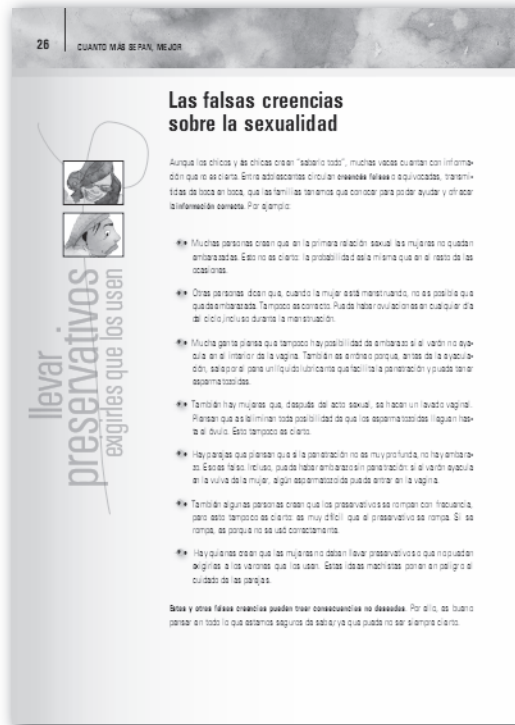 26
CUANTO MÁS SEPAN, MEJOR
Las falsas creencias
sobre la sexualidad
Aunque los chicos y las chicas crean "saberlo todo", muchas veces cuentan con informa-
ción que no es cierta. Entre adolescentes circulan creencias falsas o equivocadas, transmi-
tidas de boca en boca, que las familias tenemos que conocer para poder ayudar y ofrecer
la información correcta. Por ejemplo:
Muchas personas creen que en la primera relación sexual las mujeres no quedan
embarazadas. Esto no es cierto: la probabilidad es la misma que en el resto de las
ocasiones.
Otras personas dicen que, cuando la mujer está menstruando, no es posible que
quede embarazada. Tampoco es correcto. Puede haber ovulaciones en cualquier día
del ciclo, incluso durante la menstruación.
Mucha gente piensa que tampoco hay posibilidad de embarazo si el varón no eya-
cula en el interior de la vagina. También es erróneo porque, antes de la eyacula-
ción, sale por el pene un líquido lubricante que facilita la penetración y puede tener
espermatozoides.
También hay mujeres que, después del acto sexual, se hacen un lavado vaginal.
Piensan que así eliminan toda posibilidad de que los espermatozoides lleguen has-
ta el óvulo. Esto tampoco es cierto.
Hay parejas que piensan que si la penetración no es muy profunda, no hay embara-
zo. Eso es falso. Incluso, puede haber embarazo sin penetración: si el varón eyacula
en la vulva de la mujer, algún espermatozoide puede entrar en la vagina.
También algunas personas creen que los preservativos se rompen con frecuencia,
pero esto tampoco es cierto: es muy difícil que el preservativo se rompa. Si se
rompe, es porque no se usó correctamente.
Hay quienes creen que las mujeres no deben llevar preservativos o que no pueden
exigirles a los varones que los usen. Estas ideas machistas ponen en peligro el
cuidado de las parejas.
Estas y otras falsas creencias pueden traer consecuencias no deseadas. Por ello, es bueno
pensar en todo lo que estamos seguros de saber, ya que puede no ser siempre cierto.
llevar
preservativos
exigirles que los usen